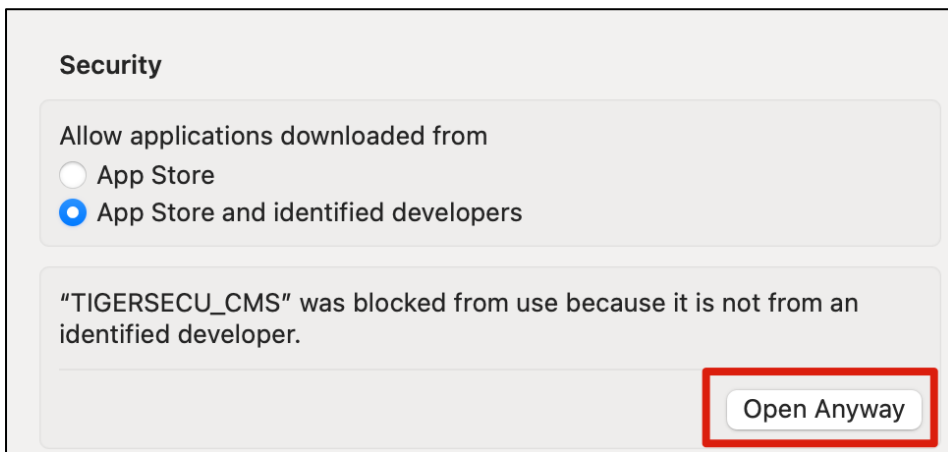 Security
Allow applications downloaded from
App Store
App Store and identified developers
“TIGERSECU_CMS” was blocked from use because it is not from an
identified developer.
Open Anyway